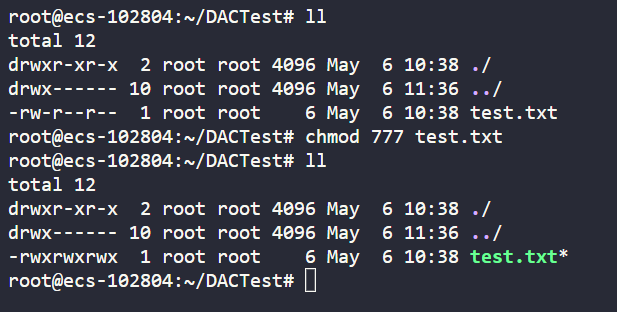 root@ecs-102804:~/DACTest# ll
total 12
drwxr-xr-x  2 root root 4096 May  6 10:38 ./
drwx------ 10 root root 4096 May  6 11:36 ../
-rw-r--r--  1 root root    6 May  6 10:38 test.txt
root@ecs-102804:~/DACTest# chmod 777 test.txt
root@ecs-102804:~/DACTest# ll
total 12
drwxr-xr-x  2 root root 4096 May  6 10:38 ./
drwx------ 10 root root 4096 May  6 11:36 ../
-rwxrwxrwx  1 root root    6 May  6 10:38 test.txt*
root@ecs-102804:~/DACTest#